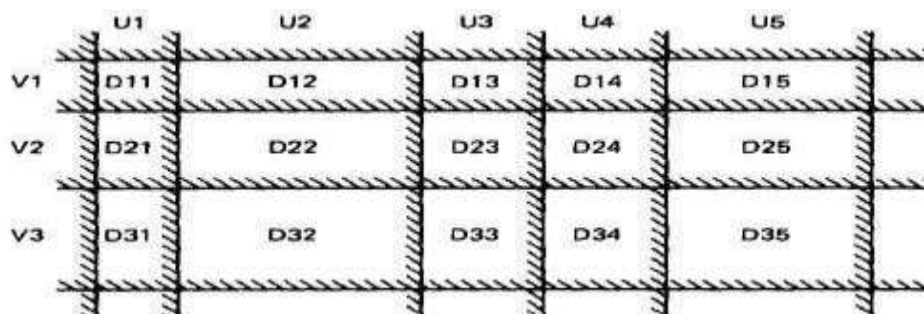 U1 U2 U3 U4 U5
V1 D11 D12 D13 D14 D15
V2 D21 D22 D23 D24 D25
V3 D31 D32 D33 D34 D35